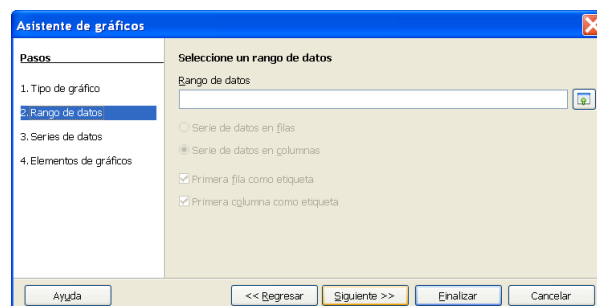 Asistente de gráficos
Pasos
1. Tipo de gráfico
2. Rango de datos
3. Series de datos
4. Elementos de gráficos
Seleccione un rango de datos
Rango de datos
Serie de datos en filas
Serie de datos en columnas
Primera fila como etiqueta
Primera columna como etiqueta
Ayuda
<< Regresar
Siguiente >>
Finalizar
Cancelar